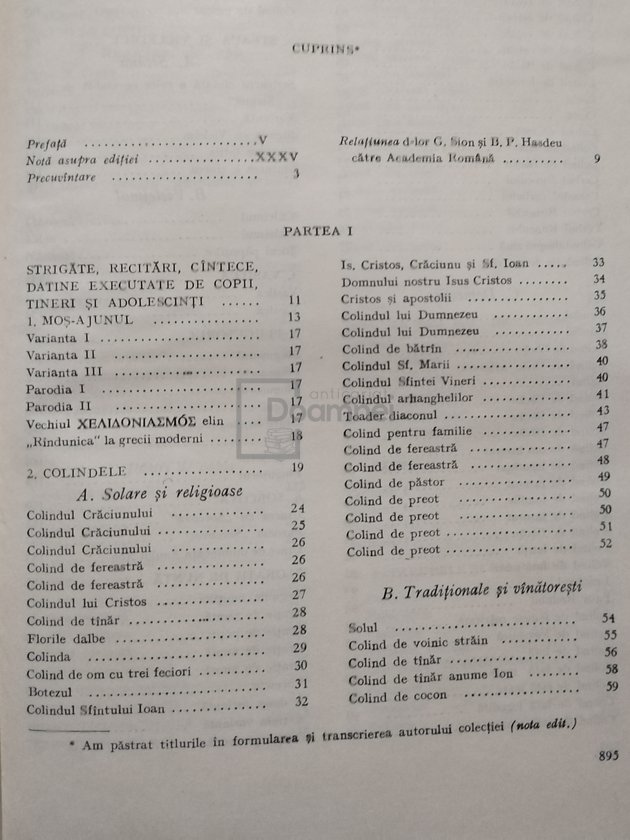 CUPRINS*
Prefață .......................... V
Notă asupra ediției ................ XXXV
Precuvîntare ...................... 3
Relațiunea d-lor G. Sion și B. P. Hasdeu
către Academia Română .......... 9
PARTEA I
STRIGĂTE, RECITĂRI, CÎNTECE,
DATINE EXECUTATE DE COPII,
TINERI ȘI ADOLESCINȚI ...... 11
1. MOȘ-AJUNUL ................ 13
Varianta I ........................ 17
Varianta II ...................... 17
Varianta III ...................... 17
Parodia I ........................ 17
Parodia II ...................... 17
Vechiul ΧΕΛΙΔΟΝΙΑΣΜÓΣ elin .... 17
„Rîndunica" la grecii moderni ........ 18
2. COLINDELE .................. 19
A. Solare și religioase
Colindul Crăciunului .............. 24
Colindul Crăciunului ................ 25
Colindul Crăciunului .............. 26
Colind de fereastră ................ 26
Colind de fereastră ................ 26
Colindul lui Cristos ................ 27
Colind de tînăr .................... 28
Florile dalbe ...................... 28
Colinda .......................... 29
Colind de om cu trei feciori .......... 30
Botezul .......................... 31
Colindul Sfîntului Ioan .............. 32
Is. Cristos, Crăciunu și Sf. Ioan ..... 33
Domnului nostru Isus Cristos ........ 34
Cristos și apostolii ................ 35
Colindul lui Dumnezeu .............. 36
Colindul lui Dumnezeu .............. 37
Colind de bătrîn .................. 38
Colindul Sf. Marii .................. 40
Colindul Sfintei Vineri .............. 40
Colindul arhanghelilor .............. 41
Toader diaconul .................... 43
Colind pentru familie .............. 47
Colind de fereastră ................ 47
Colind de fereastră ................ 48
Colind de păstor .................. 49
Colind de preot .................. 50
Colind de preot .................. 50
Colind de preot .................... 51
Colind de preot .................... 52
B. Tradiționale și vînătorești
Solul ............................ 54
Colind de voinic străin ............ 55
Colind de tînăr .................... 56
Colind de tînăr anume Ion ........ 58
Colind de cocon .................. 59
* Am păstrat titlurile în formularea și transcrierea autorului colecției (nota edit.)
895